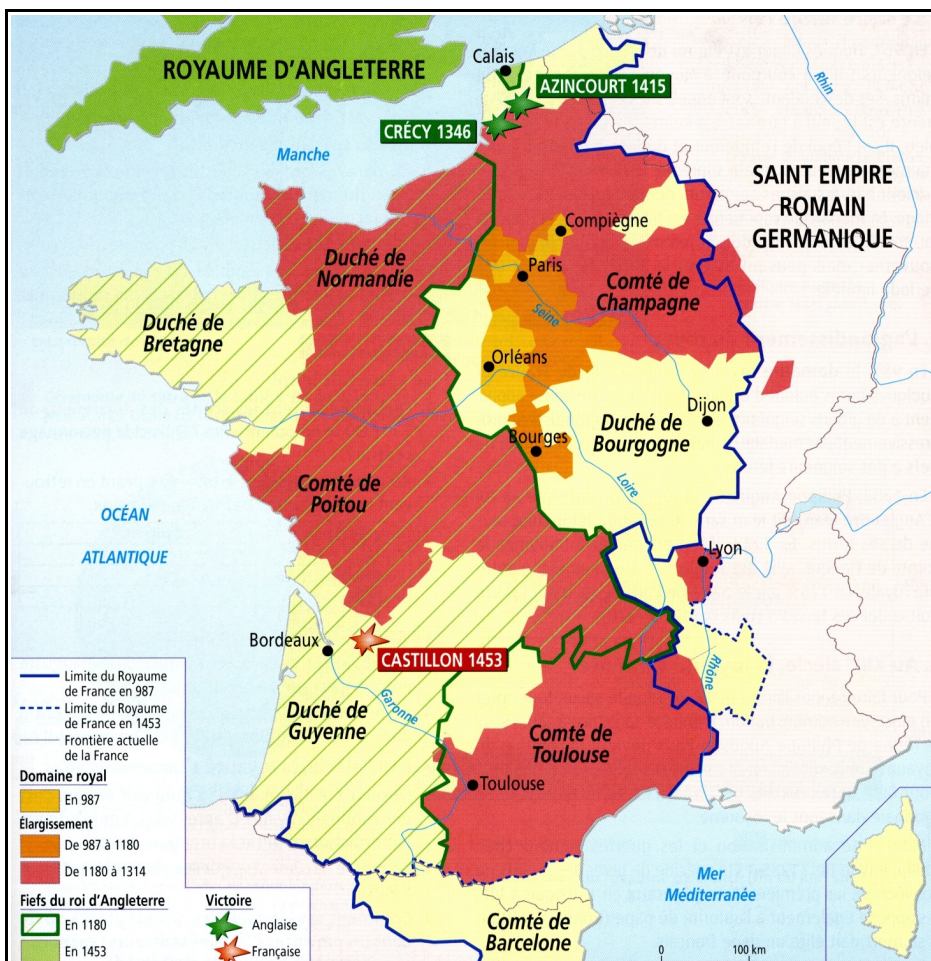 Calais
ROYAUME D'ANGLETERRE
AZINCOURT 1415
Rhin
CRÉCY 1346
Manche
SAINT EMPIRE
ROMAIN
GERMANIQUE
Compiègne
Duché de
Normandie
Paris
Comté de
Champagne
Seine
Duché de
Bretagne
Orléans
Dijon
Duché de
Bourgogne
Bourges
Loire
Comté de
Poitou
OCÉAN
ATLANTIQUE
Lyon
Bordeaux
CASTILLON 1453
Rhône
Garonne
Duché de
Guyenne
Comté de
Toulouse
Toulouse
Mer
Méditerranée
Comté de
Barcelone
0 100 km
Limite du Royaume
de France en 987
Limite du Royaume
de France en 1453
Frontière actuelle
de la France
Domaine royal
En 987
Élargissement
De 987 à 1180
De 1180 à 1314
Fiefs du roi d'Angleterre
En 1180
En 1453
Victoire
Anglaise
Française